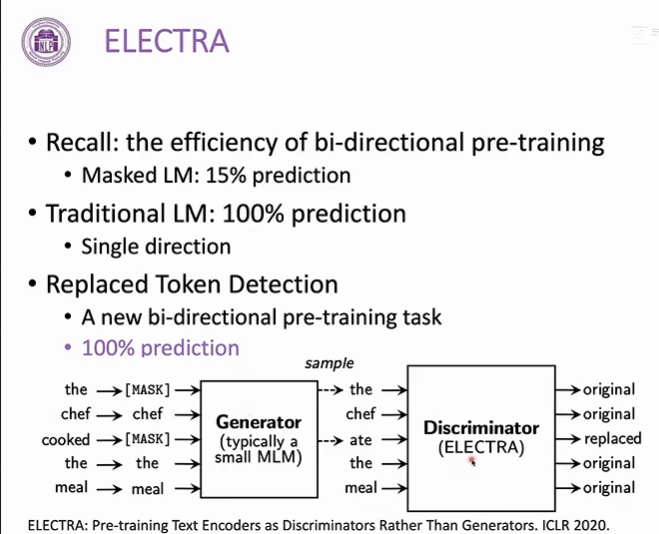 NLP
ELECTRA
• Recall: the efficiency of bi-directional pre-training
• Masked LM: 15% prediction
• Traditional LM: 100% prediction
• Single direction
• Replaced Token Detection
• A new bi-directional pre-training task
• 100% prediction
sample
the [MASK] the original
chef chef chef original
cooked [MASK] ate replaced
the the the original
meal meal meal original
Generator
(typically a
small MLM)
Discriminator
(ELECTRA)
ELECTRA: Pre-training Text Encoders as Discriminators Rather Than Generators. ICLR 2020.